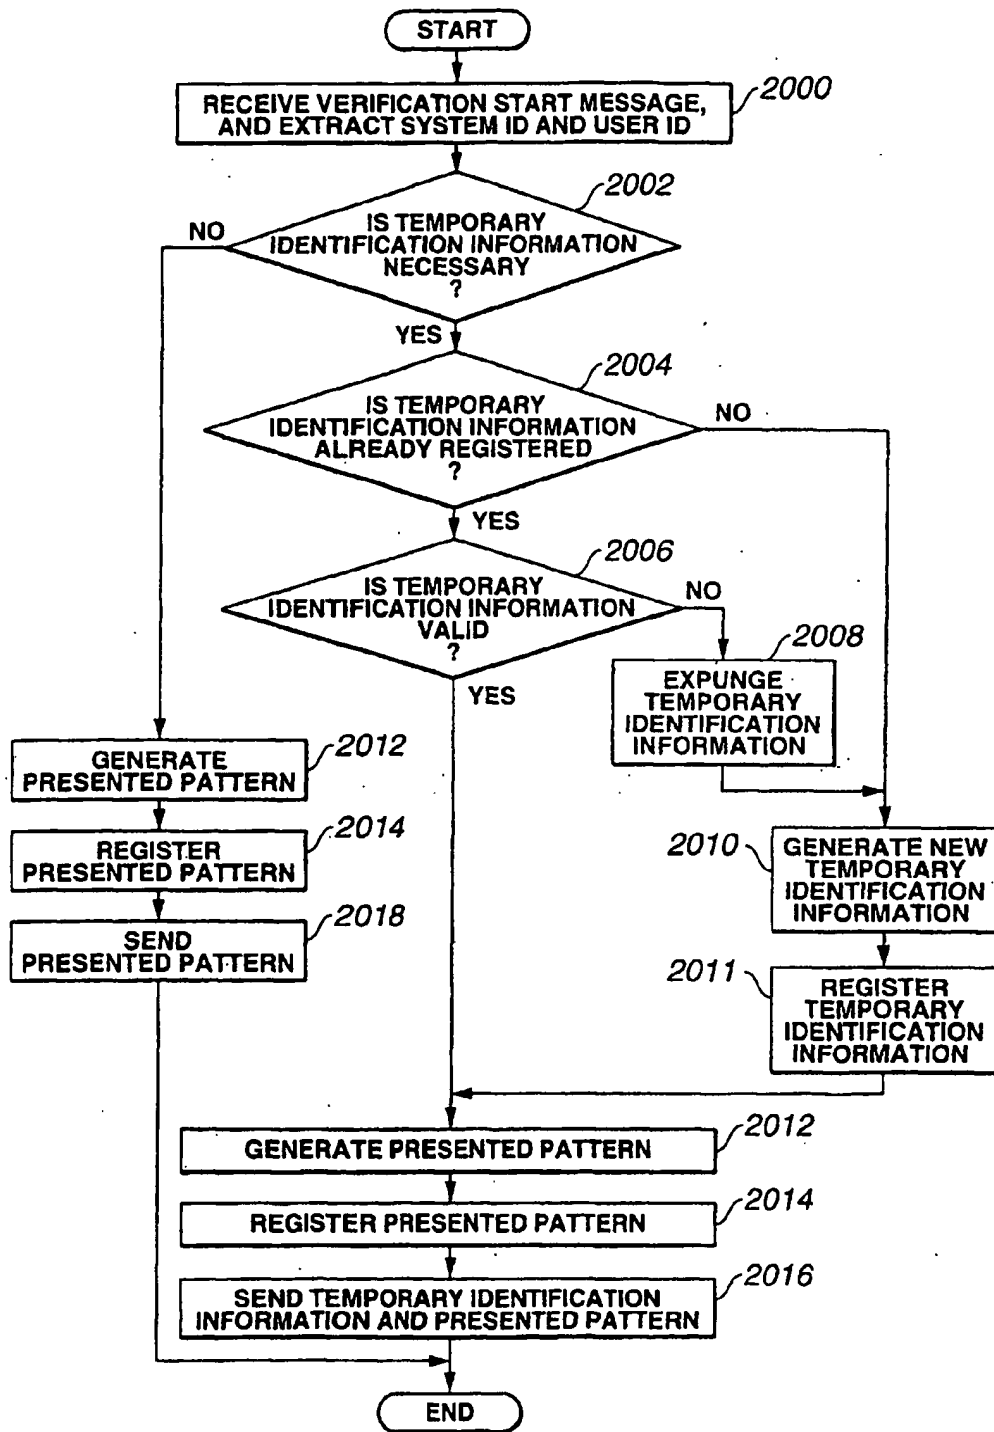 START
RECEIVE VERIFICATION START MESSAGE,
AND EXTRACT SYSTEM ID AND USER ID
2000
IS TEMPORARY
IDENTIFICATION INFORMATION
NECESSARY
?
2002
NO
YES
IS TEMPORARY
IDENTIFICATION INFORMATION
ALREADY REGISTERED
?
2004
NO
YES
IS TEMPORARY
IDENTIFICATION INFORMATION
VALID
?
2006
NO
YES
EXPUNGE
TEMPORARY
IDENTIFICATION
INFORMATION
2008
GENERATE
PRESENTED PATTERN
2012
REGISTER
PRESENTED PATTERN
2014
SEND
PRESENTED PATTERN
2018
2010
GENERATE NEW
TEMPORARY
IDENTIFICATION
INFORMATION
2011
REGISTER
TEMPORARY
IDENTIFICATION
INFORMATION
GENERATE PRESENTED PATTERN
2012
REGISTER PRESENTED PATTERN
2014
SEND TEMPORARY IDENTIFICATION
INFORMATION AND PRESENTED PATTERN
2016
END